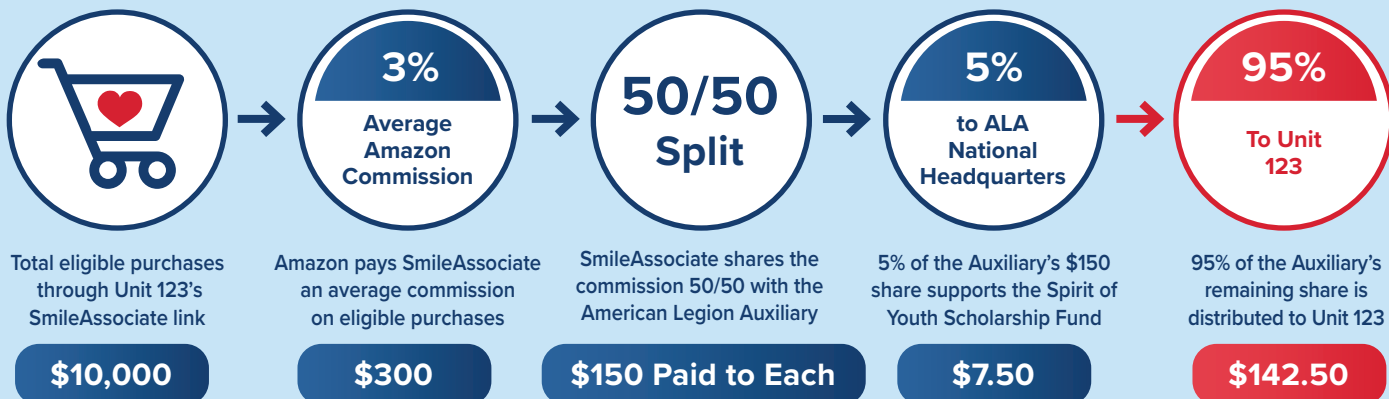 3%
Average
Amazon
Commission
50/50
Split
5%
to ALA
National
Headquarters
95%
To Unit
123
Total eligible purchases
through Unit 123’s
SmileAssociate link
Amazon pays SmileAssociate
an average commission
on eligible purchases
SmileAssociate shares the
commission 50/50 with the
American Legion Auxiliary
5% of the Auxiliary’s $150
share supports the Spirit of
Youth Scholarship Fund
95% of the Auxiliary’s
remaining share is
distributed to Unit 123
$10,000
$300
$150 Paid to Each
$7.50
$142.50